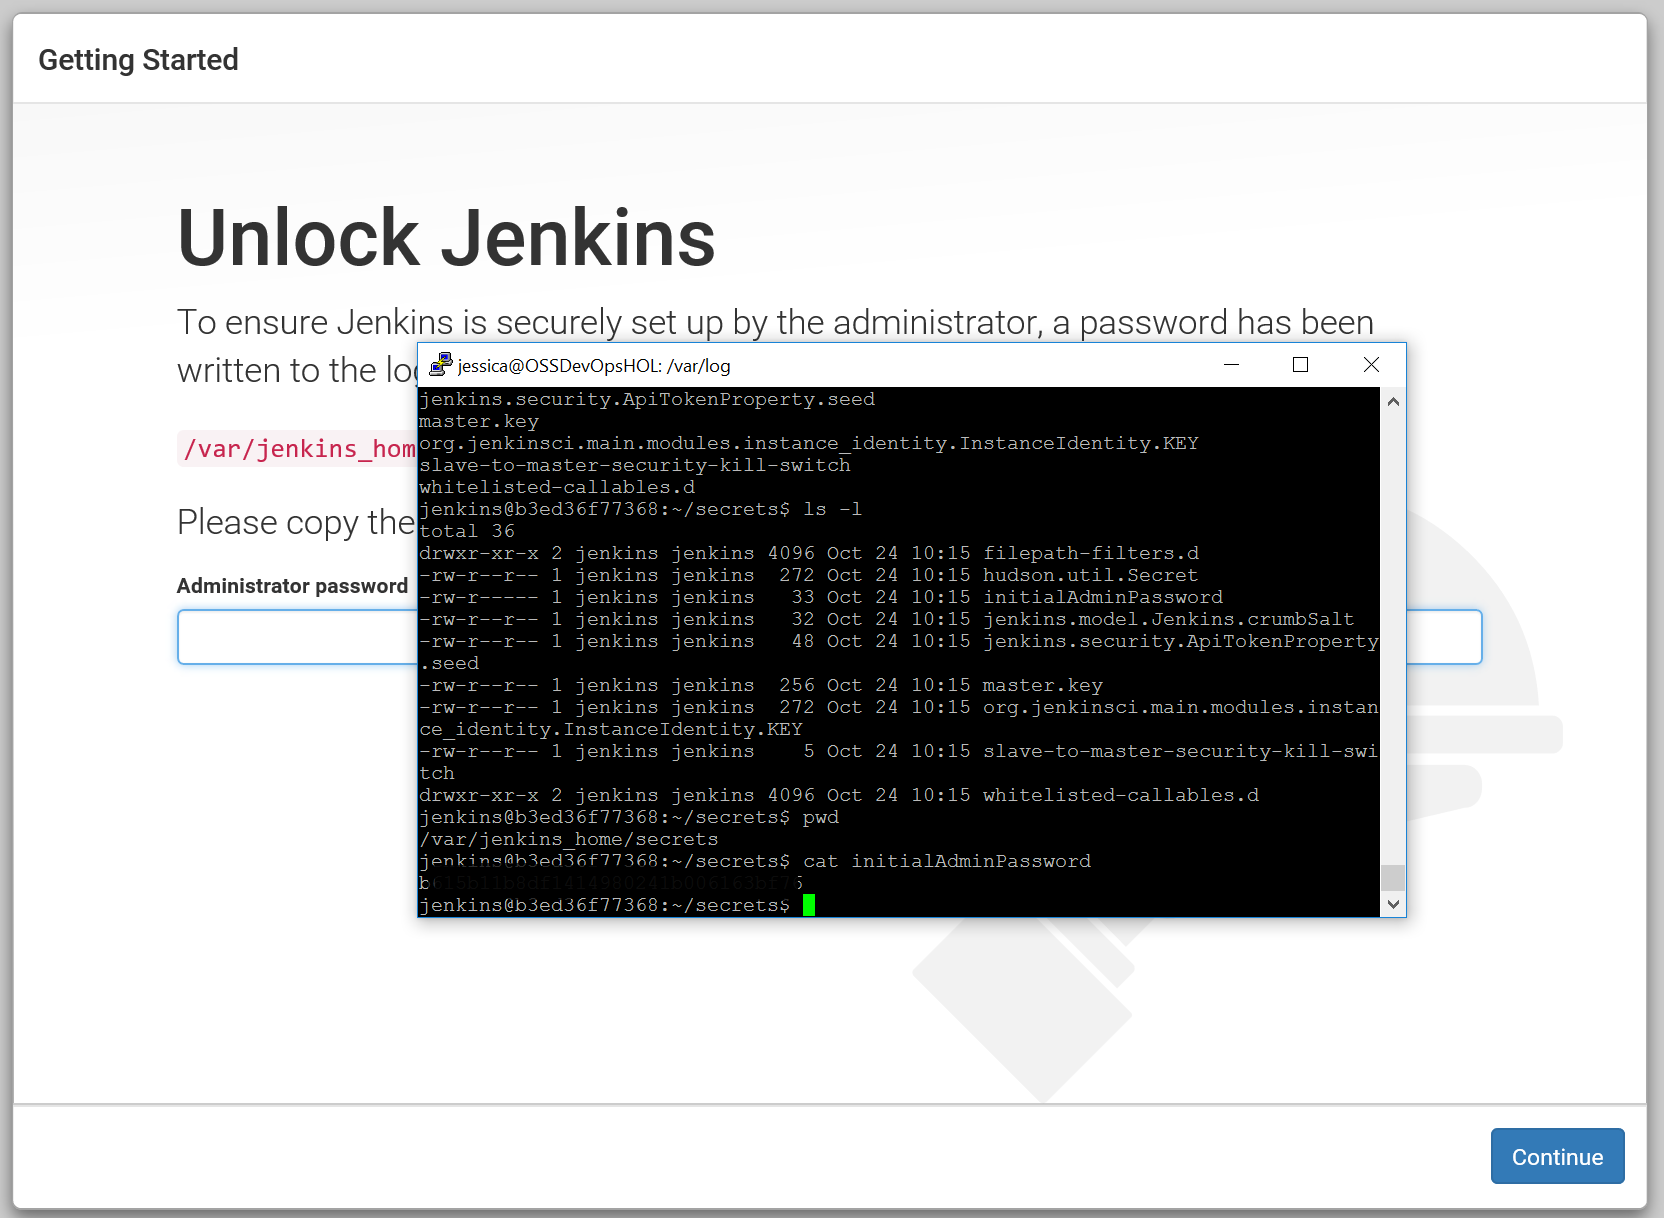 Getting Started
Unlock Jenkins
To ensure Jenkins is securely set up by the administrator, a password has been
written to the log
/var/jenkins_hom
Please copy the
Administrator password
jessica@OSSDevOpsHOL: /var/log
jenkins.security.ApiTokenProperty.seed
master.key
org.jenkinsci.main.modules.instance_identity.InstanceIdentity.KEY
slave-to-master-security-kill-switch
whitelisted-callables.d
jenkins@b3ed36f77368:~/secrets$ ls -l
total 36
drwxr-xr-x 2 jenkins jenkins 4096 Oct 24 10:15 filepath-filters.d
-rw-r--r-- 1 jenkins jenkins  272 Oct 24 10:15 hudson.util.Secret
-rw-r----- 1 jenkins jenkins   33 Oct 24 10:15 initialAdminPassword
-rw-r--r-- 1 jenkins jenkins   32 Oct 24 10:15 jenkins.model.Jenkins.crumbSalt
-rw-r--r-- 1 jenkins jenkins   48 Oct 24 10:15 jenkins.security.ApiTokenProperty
.seed
-rw-r--r-- 1 jenkins jenkins  256 Oct 24 10:15 master.key
-rw-r--r-- 1 jenkins jenkins  272 Oct 24 10:15 org.jenkinsci.main.modules.instan
ce_identity.InstanceIdentity.KEY
-rw-r--r-- 1 jenkins jenkins    5 Oct 24 10:15 slave-to-master-security-kill-swi
tch
drwxr-xr-x 2 jenkins jenkins 4096 Oct 24 10:15 whitelisted-callables.d
jenkins@b3ed36f77368:~/secrets$ pwd
/var/jenkins_home/secrets
jenkins@b3ed36f77368:~/secrets$ cat initialAdminPassword
jenkins@b3ed36f77368:~/secrets$
Continue